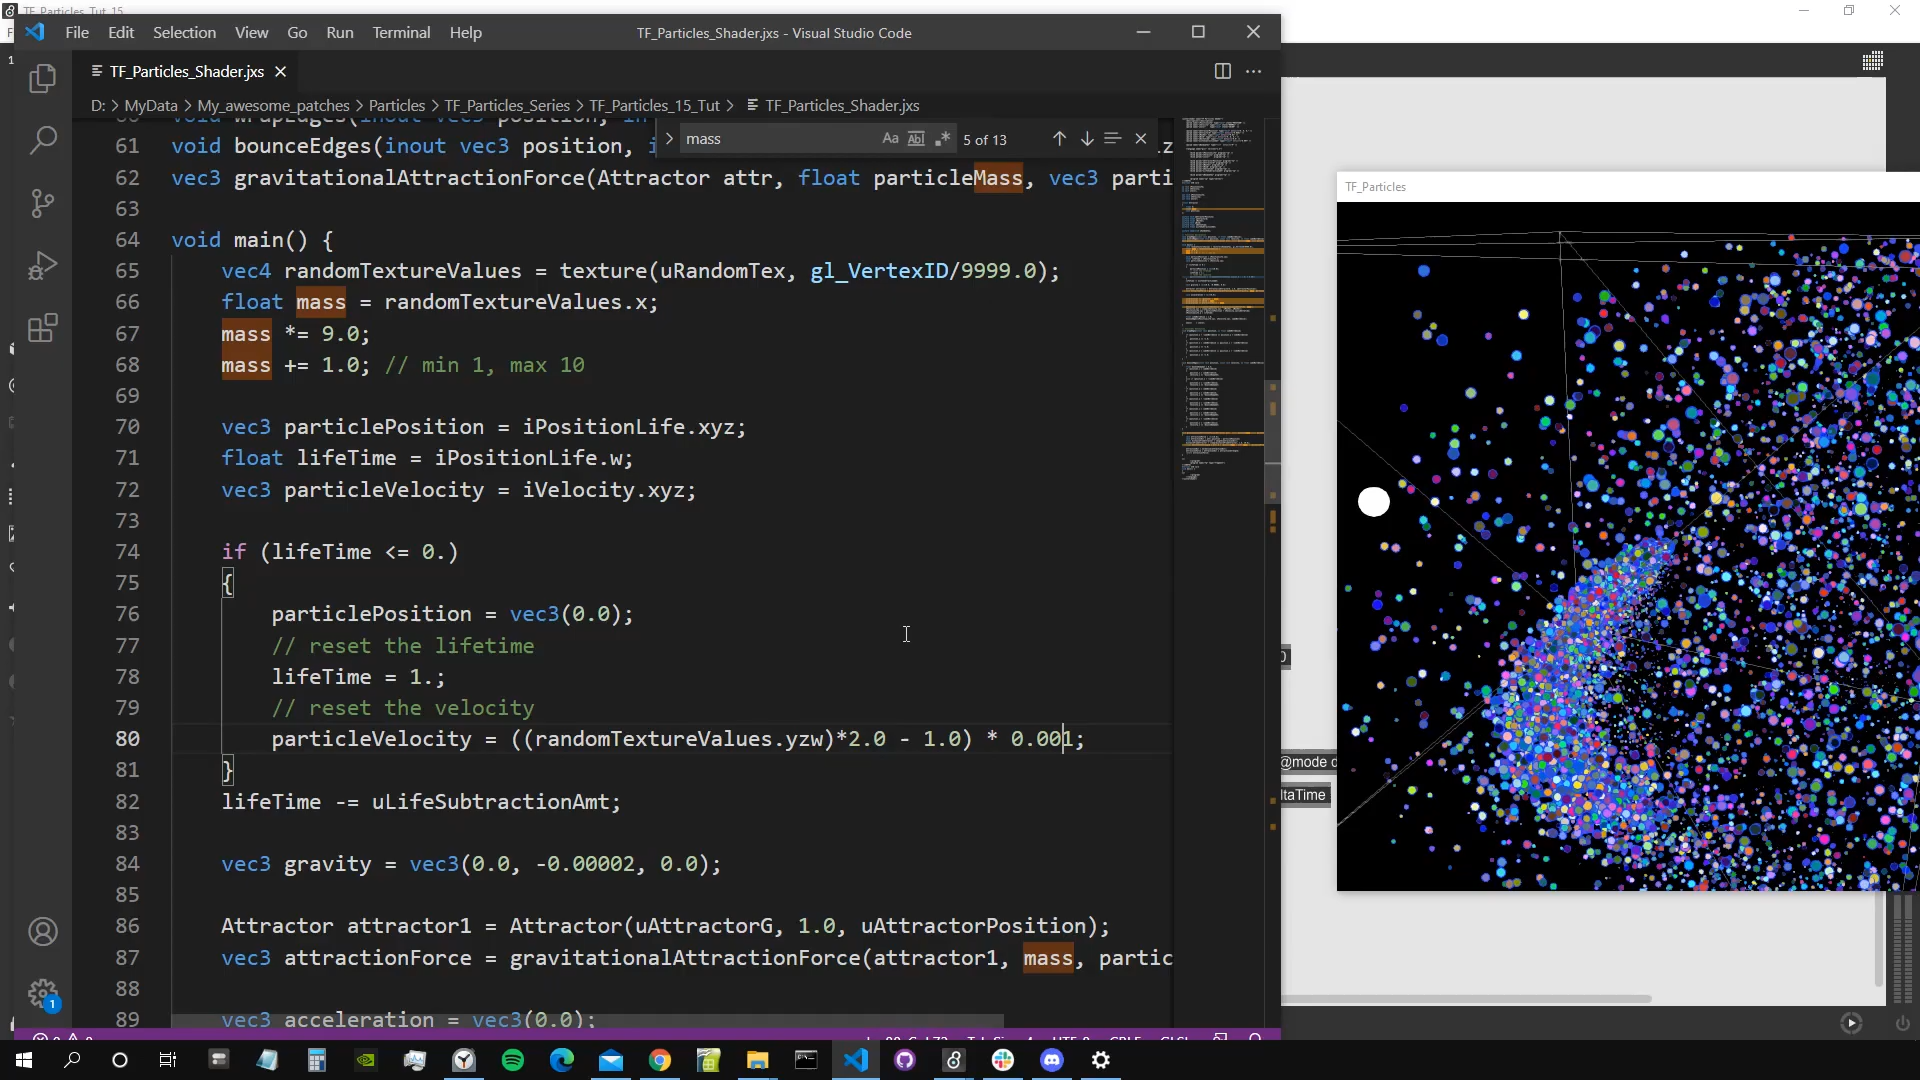 TF_Particles_Tut_15
File Edit Selection View Go Run Terminal Help
TF_Particles_Shader.jxs - Visual Studio Code
TF_Particles_Shader.jxs
D: > MyData > My_awesome_patches > Particles > TF_Particles_Series > TF_Particles_15_Tut > TF_Particles_Shader.jxs
mass Aa Abl .* 5 of 13
61 void bounceEdges(inout vec3 position, i
62 vec3 gravitationalAttractionForce(Attractor attr, float particleMass, vec3 parti
63
64 void main() {
65 vec4 randomTextureValues = texture(uRandomTex, gl_VertexID/9999.0);
66 float mass = randomTextureValues.x;
67 mass *= 9.0;
68 mass += 1.0; // min 1, max 10
69
70 vec3 particlePosition = iPositionLife.xyz;
71 float lifeTime = iPositionLife.w;
72 vec3 particleVelocity = iVelocity.xyz;
73
74 if (lifeTime <= 0.)
75 {
76 particlePosition = vec3(0.0);
77 // reset the lifetime
78 lifeTime = 1.;
79 // reset the velocity
80 particleVelocity = ((randomTextureValues.yzw)*2.0 - 1.0) * 0.001;
81 }
82 lifeTime -= uLifeSubtractionAmt;
83
84 vec3 gravity = vec3(0.0, -0.00002, 0.0);
85
86 Attractor attractor1 = Attractor(uAttractorG, 1.0, uAttractorPosition);
87 vec3 attractionForce = gravitationalAttractionForce(attractor1, mass, partic
88
89 vec3 acceleration = vec3(0.0);
TF_Particles
@mode d
ltaTime
1